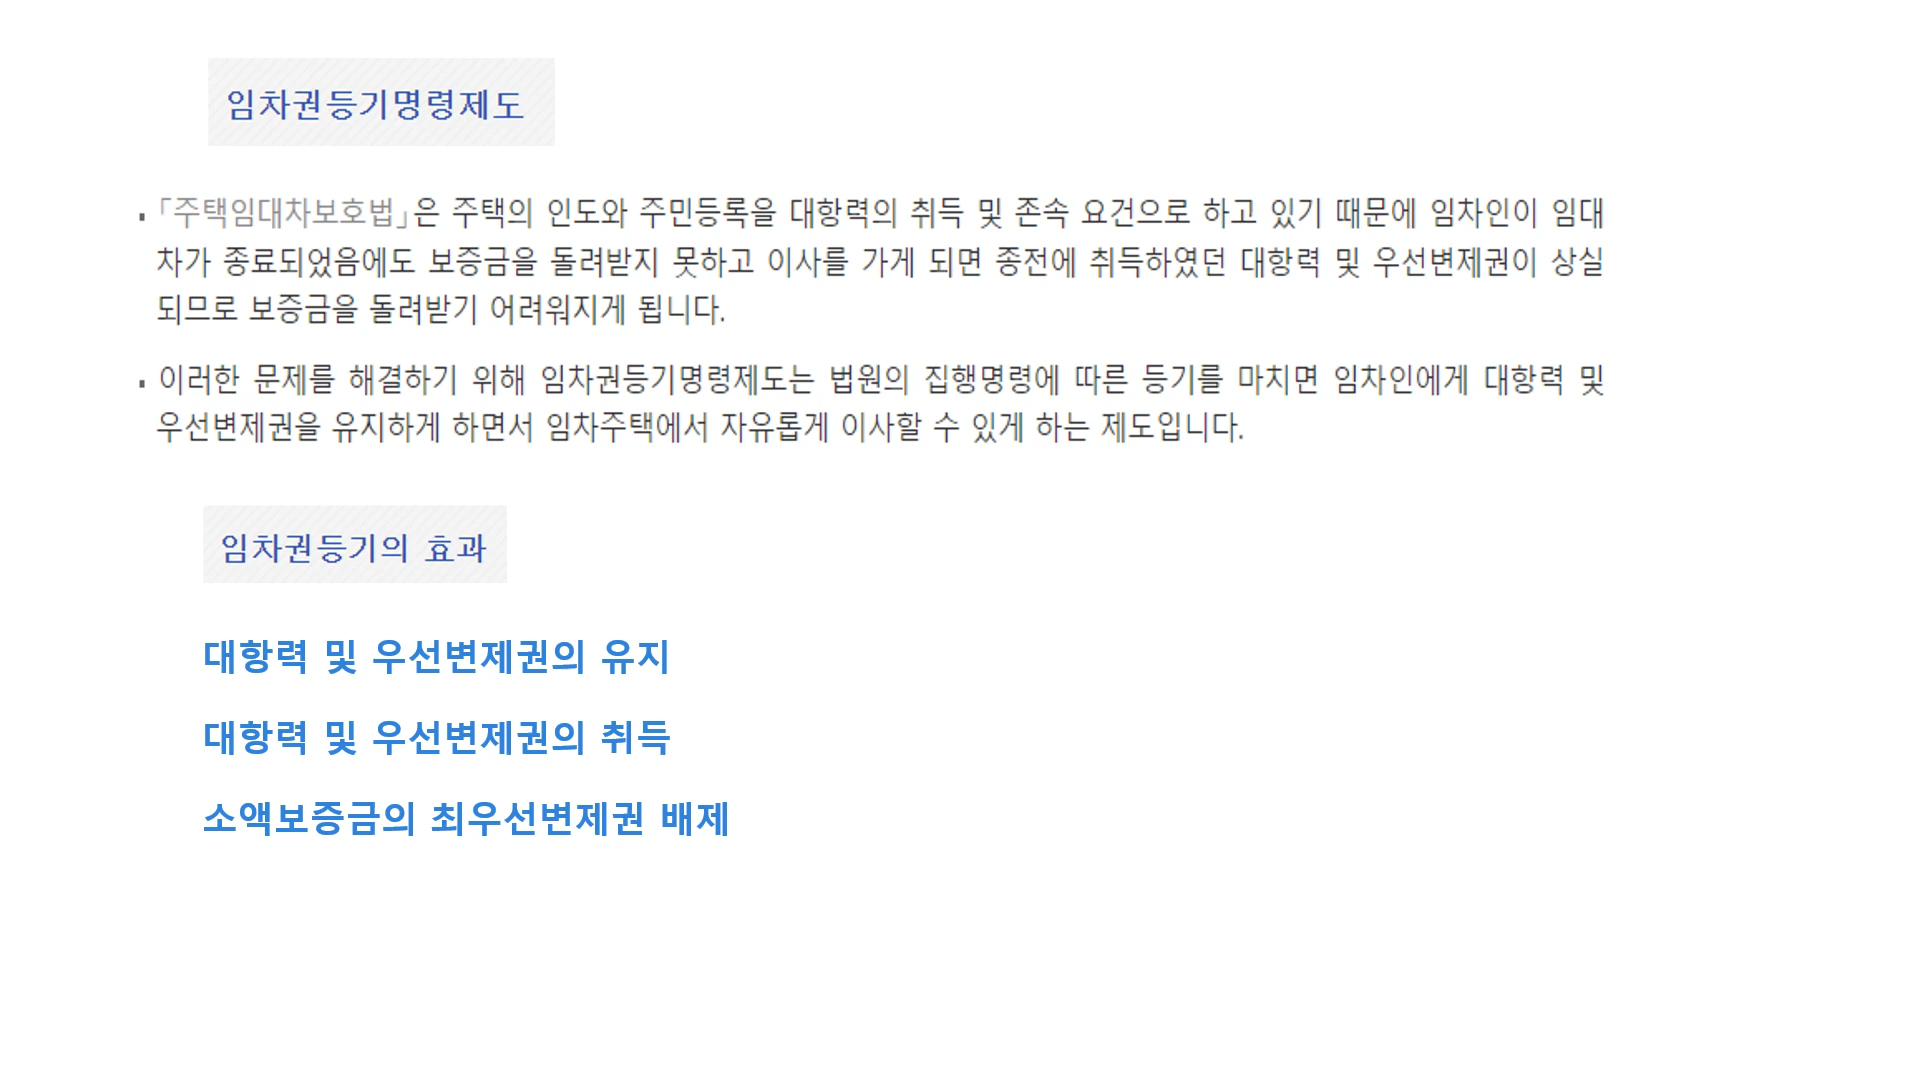 임차권등기명령제도
「주택임대차보호법」은 주택의 인도와 주민등록을 대항력의 취득 및 존속 요건으로 하고 있기 때문에 임차인이 임대
차가 종료되었음에도 보증금을 돌려받지 못하고 이사를 가게 되면 종전에 취득하였던 대항력 및 우선변제권이 상실
되므로 보증금을 돌려받기 어려워지게 됩니다.
이러한 문제를 해결하기 위해 임차권등기명령제도는 법원의 집행명령에 따른 등기를 마치면 임차인에게 대항력 및
우선변제권을 유지하게 하면서 임차주택에서 자유롭게 이사할 수 있게 하는 제도입니다.
임차권등기의 효과
대항력 및 우선변제권의 유지
대항력 및 우선변제권의 취득
소액보증금의 최우선변제권 배제